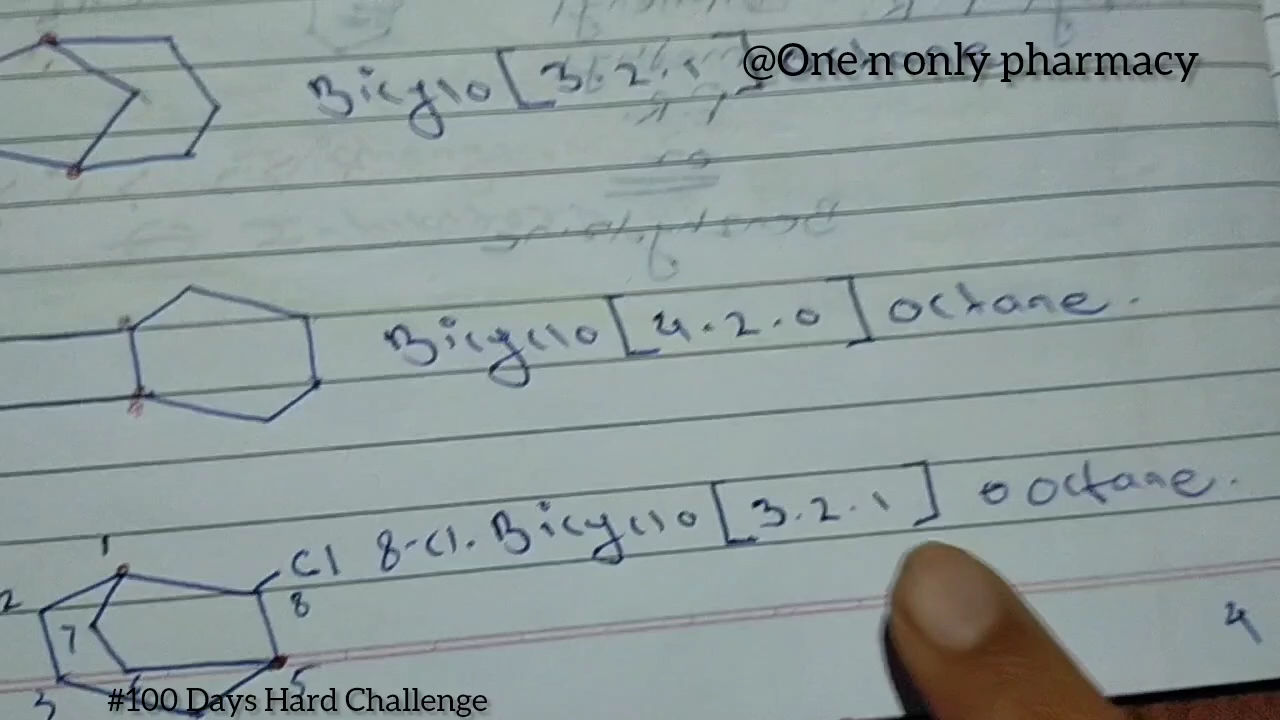 @One n only pharmacy
Bicyclo [3.2.1]
Bicyclo [4.2.0] octane.
1
Cl 8-Cl. Bicyclo [3.2.1] octane.
2
8
7
4
3
5
#100 Days Hard Challenge